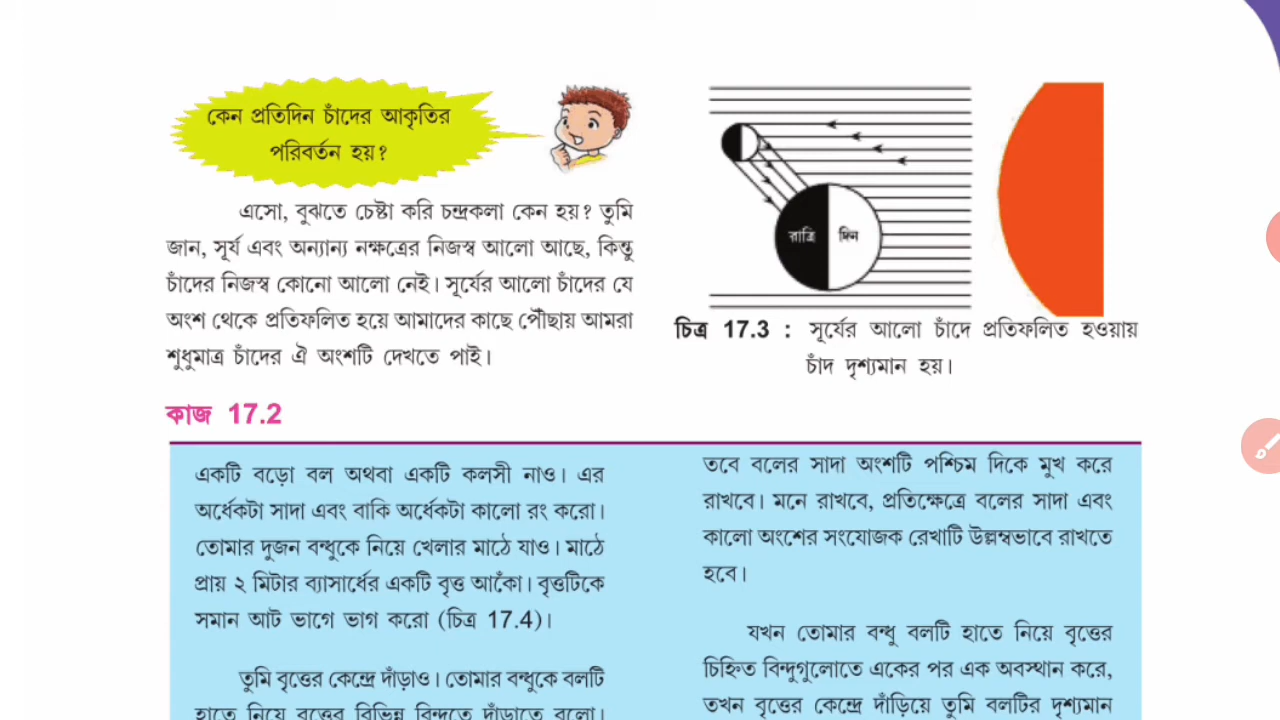 কেন প্রতিদিন চাঁদের আকৃতির
পরিবর্তন হয়?
এসো, বুঝতে চেষ্টা করি চন্দ্রকলা কেন হয়? তুমি
জান, সূর্য এবং অন্যান্য নক্ষত্রের নিজস্ব আলো আছে, কিন্তু
চাঁদের নিজস্ব কোনো আলো নেই। সূর্যের আলো চাঁদের যে
অংশ থেকে প্রতিফলিত হয়ে আমাদের কাছে পৌঁছায় আমরা
শুধুমাত্র চাঁদের ঐ অংশটি দেখতে পাই।
রাত্রি দিন
চিত্র 17.3 : সূর্যের আলো চাঁদে প্রতিফলিত হওয়ায়
চাঁদ দৃশ্যমান হয়।
কাজ 17.2
একটি বড়ো বল অথবা একটি কলসী নাও। এর
অর্ধেকটা সাদা এবং বাকি অর্ধেকটা কালো রং করো।
তোমার দুজন বন্ধুকে নিয়ে খেলার মাঠে যাও। মাঠে
প্রায় ২ মিটার ব্যাসার্ধের একটি বৃত্ত আঁকো। বৃত্তটিকে
সমান আট ভাগে ভাগ করো (চিত্র 17.4)।
তুমি বৃত্তের কেন্দ্রে দাঁড়াও। তোমার বন্ধুকে বলটি
হাতে নিয়ে বৃত্তের বিভিন্ন বিন্দুতে দাঁড়াতে বলো।
তবে বলের সাদা অংশটি পশ্চিম দিকে মুখ করে
রাখবে। মনে রাখবে, প্রতিক্ষেত্রে বলের সাদা এবং
কালো অংশের সংযোজক রেখাটি উল্লম্বভাবে রাখতে
হবে।
যখন তোমার বন্ধু বলটি হাতে নিয়ে বৃত্তের
চিহ্নিত বিন্দুগুলোতে একের পর এক অবস্থান করে,
তখন বৃত্তের কেন্দ্রে দাঁড়িয়ে তুমি বলটির দৃশ্যমান